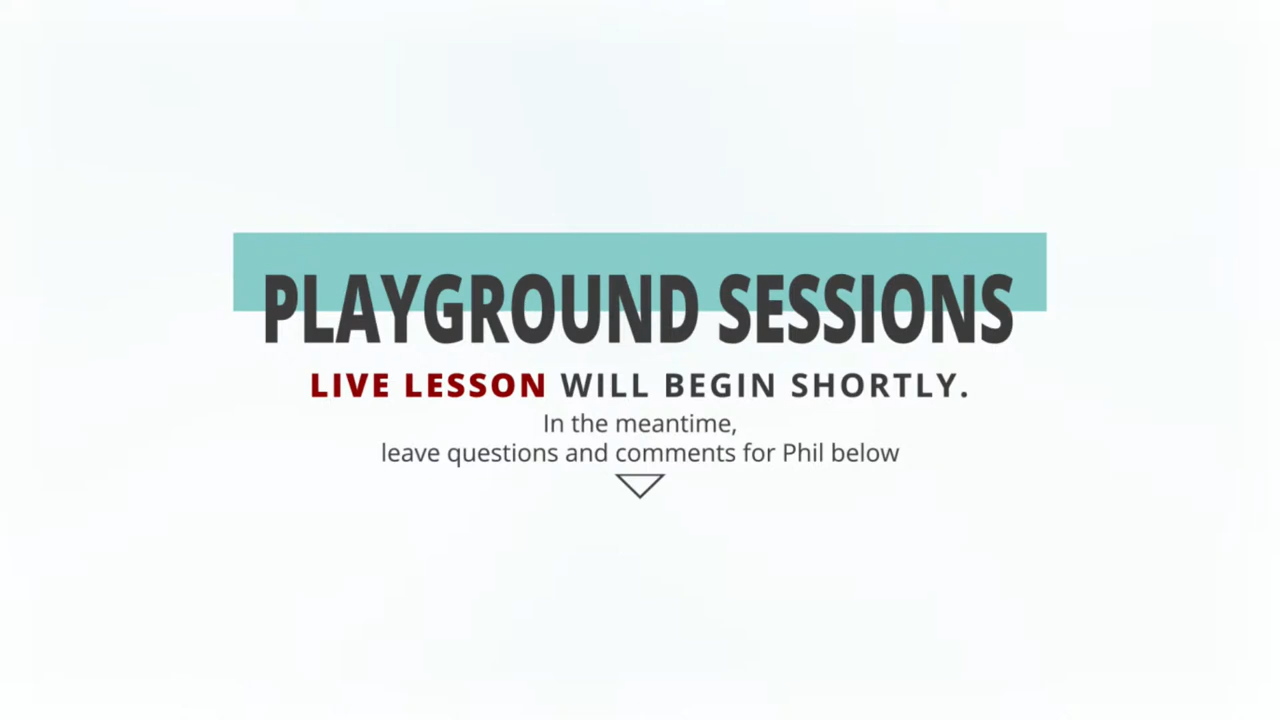 PLAYGROUND SESSIONS
LIVE LESSON WILL BEGIN SHORTLY.
In the meantime,
leave questions and comments for Phil below